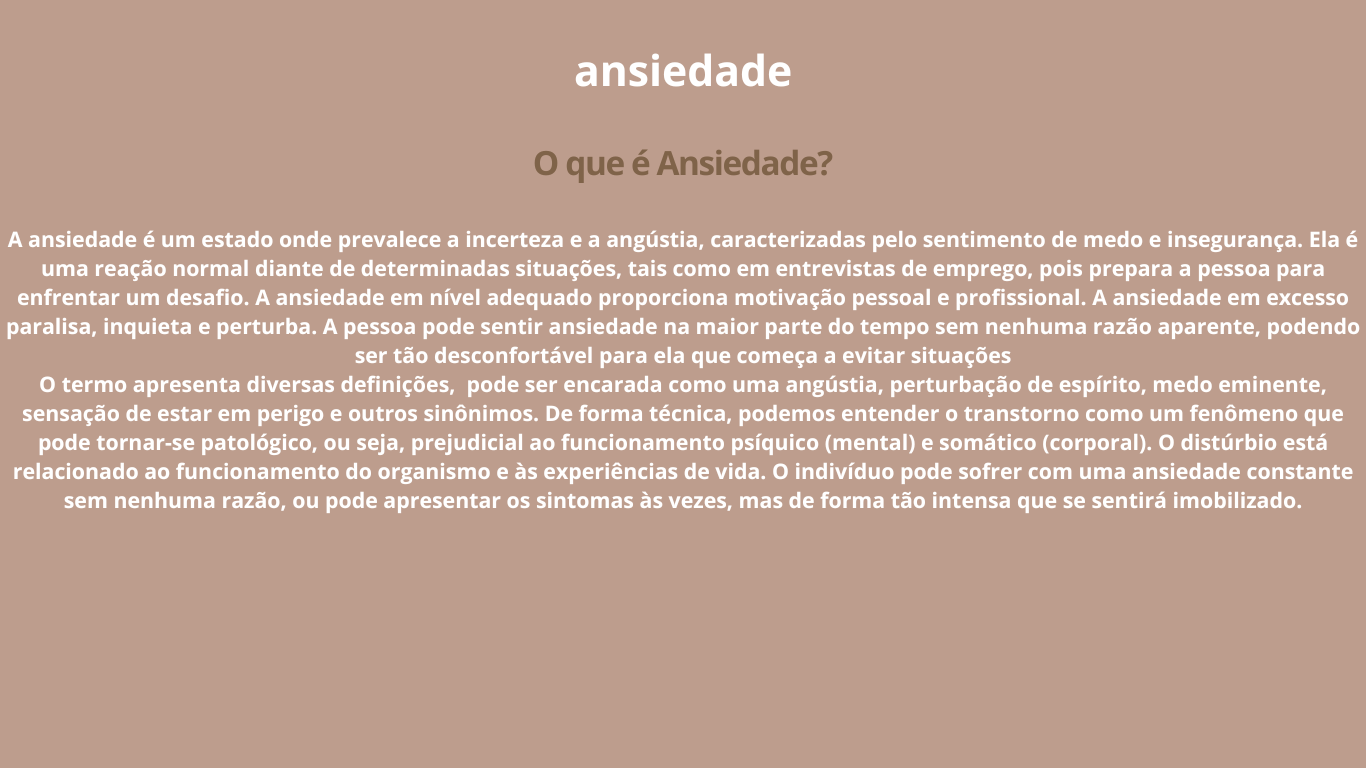 ansiedade
O que é Ansiedade?
A ansiedade é um estado onde prevalece a incerteza e a angústia, caracterizadas pelo sentimento de medo e insegurança. Ela é
uma reação normal diante de determinadas situações, tais como em entrevistas de emprego, pois prepara a pessoa para
enfrentar um desafio. A ansiedade em nível adequado proporciona motivação pessoal e profissional. A ansiedade em excesso
paralisa, inquieta e perturba. A pessoa pode sentir ansiedade na maior parte do tempo sem nenhuma razão aparente, podendo
ser tão desconfortável para ela que começa a evitar situações
O termo apresenta diversas definições,  pode ser encarada como uma angústia, perturbação de espírito, medo eminente,
sensação de estar em perigo e outros sinônimos. De forma técnica, podemos entender o transtorno como um fenômeno que
pode tornar-se patológico, ou seja, prejudicial ao funcionamento psíquico (mental) e somático (corporal). O distúrbio está
relacionado ao funcionamento do organismo e às experiências de vida. O indivíduo pode sofrer com uma ansiedade constante
sem nenhuma razão, ou pode apresentar os sintomas às vezes, mas de forma tão intensa que se sentirá imobilizado.